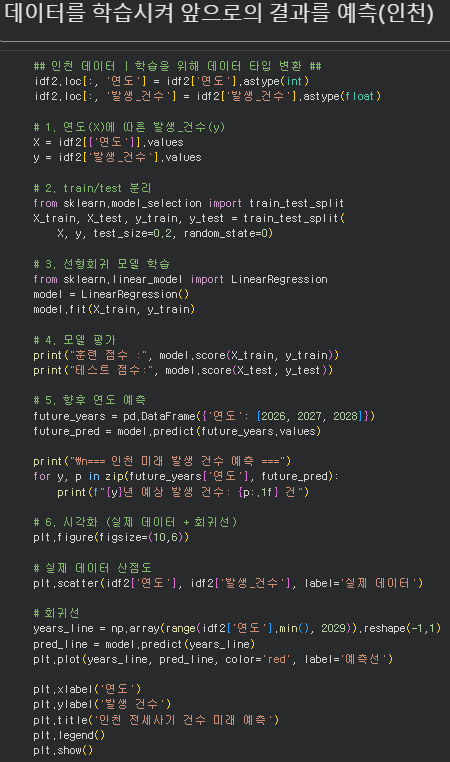 데이터를 학습시켜 앞으로의 결과를 예측(인천)
## 인천 데이터 | 학습을 위해 데이터 타입 변환 ##
idf2.loc[:, '연도'] = idf2['연도'].astype(int)
idf2.loc[:, '발생_건수'] = idf2['발생_건수'].astype(float)
# 1. 연도(X)에 따른 발생_건수(y)
X = idf2[['연도']].values
y = idf2['발생_건수'].values
# 2. train/test 분리
from sklearn.model_selection import train_test_split
X_train, X_test, y_train, y_test = train_test_split(
X, y, test_size=0.2, random_state=0)
# 3. 선형회귀 모델 학습
from sklearn.linear_model import LinearRegression
model = LinearRegression()
model.fit(X_train, y_train)
# 4. 모델 평가
print("훈련 점수 :", model.score(X_train, y_train))
print("테스트 점수:", model.score(X_test, y_test))
# 5. 향후 연도 예측
future_years = pd.DataFrame({'연도': [2026, 2027, 2028]})
future_pred = model.predict(future_years.values)
print("₩n=== 인천 미래 발생 건수 예측 ===")
for y, p in zip(future_years['연도'], future_pred):
print(f"{y}년 예상 발생 건수: {p:.1f} 건")
# 6. 시각화 (실제 데이터 + 회귀선)
plt.figure(figsize=(10,6))
# 실제 데이터 산점도
plt.scatter(idf2['연도'], idf2['발생_건수'], label='실제 데이터')
# 회귀선
years_line = np.array(range(idf2['연도'].min(), 2029)).reshape(-1,1)
pred_line = model.predict(years_line)
plt.plot(years_line, pred_line, color='red', label='예측선')
plt.xlabel('연도')
plt.ylabel('발생 건수')
plt.title('인천 전세사기 건수 미래 예측')
plt.legend()
plt.show()